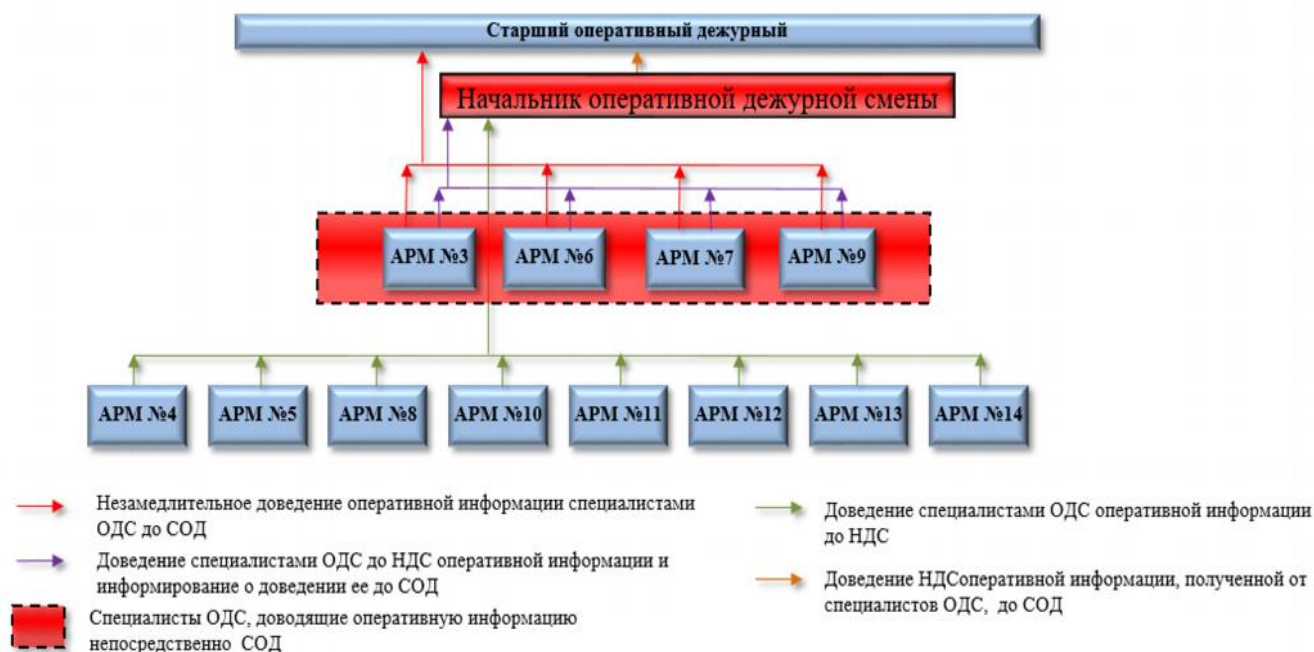 Старший оперативный дежурный
Начальник оперативной дежурной смены
АРМ №3
АРМ №6
АРМ №7
АРМ №9
АРМ №4
АРМ №5
АРМ №8
АРМ №10
АРМ №11
АРМ №12
АРМ №13
АРМ №14
Незамедлительное доведение оперативной информации специалистами
ОДС до СОД
Доведение специалистами ОДС до НДС оперативной информации и
информирование о доведении ее до СОД
Специалисты ОДС, доводящие оперативную информацию
непосредственно СОД
Доведение специалистами ОДС оперативной информации
до НДС
Доведение НДСоперативной информации, полученной от
специалистов ОДС, до СОД